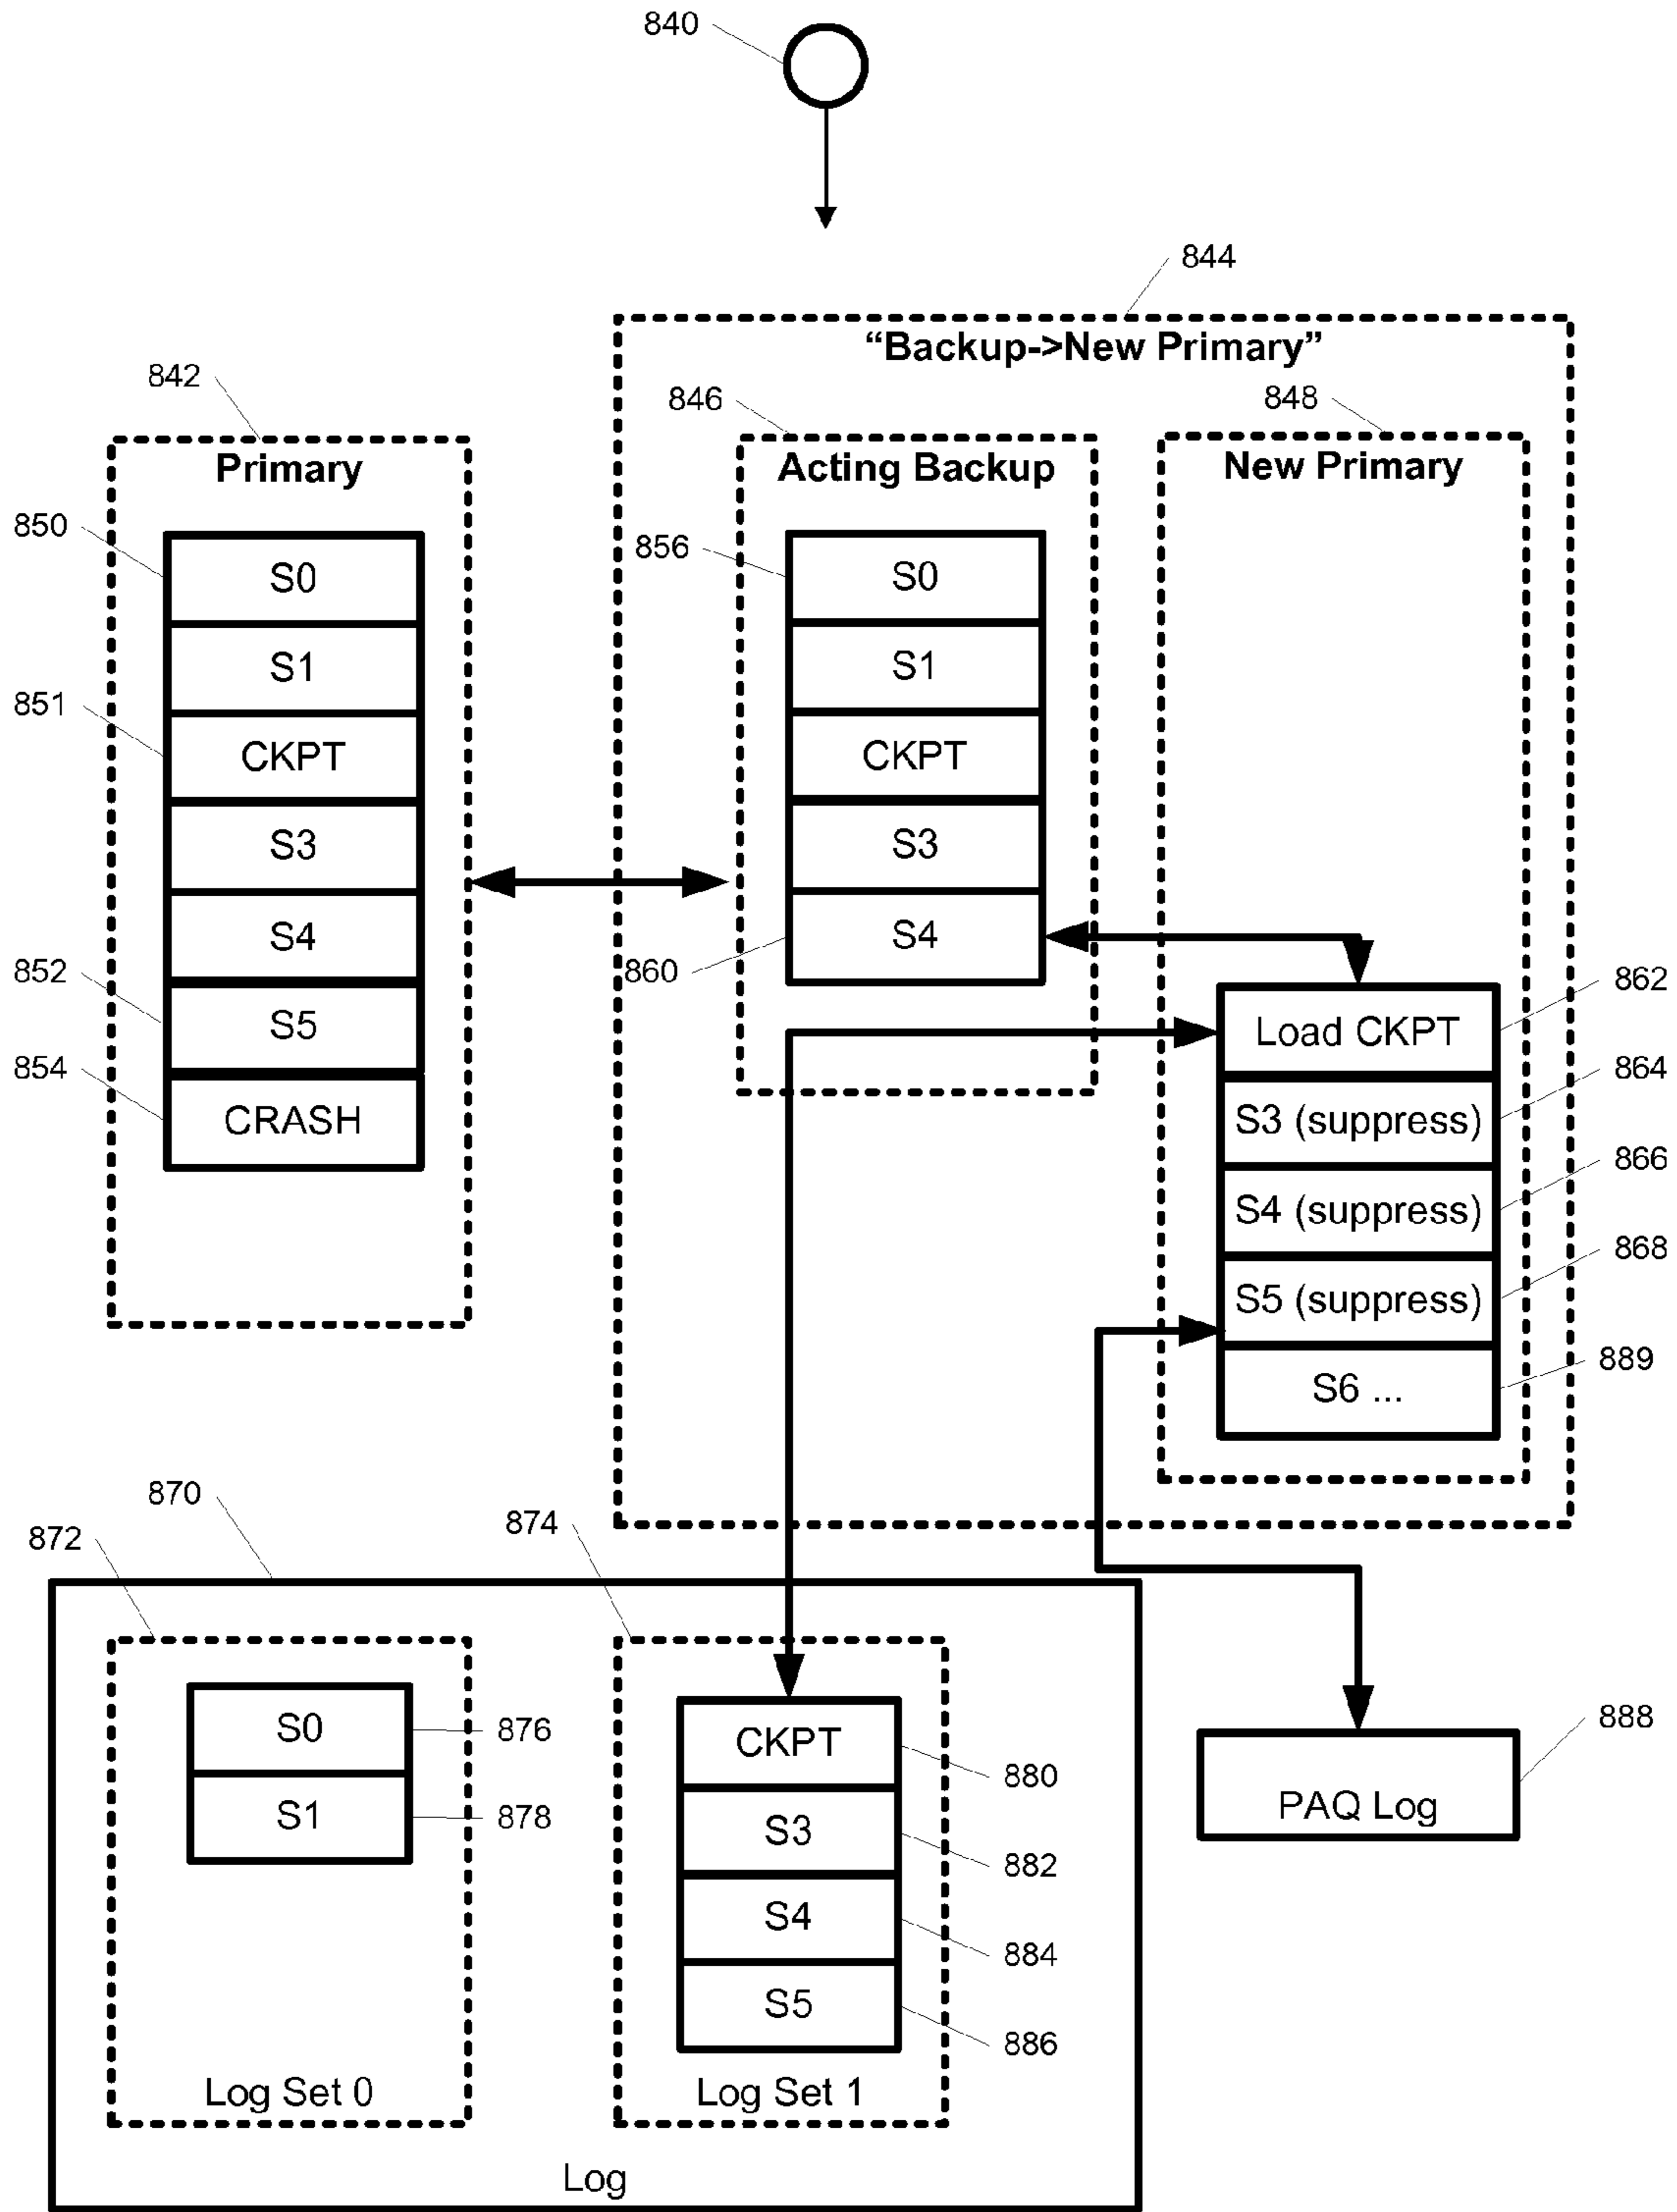 840
844
“Backup->New Primary”
842
846
848
Primary
Acting Backup
New Primary
850
S0
S1
851
CKPT
S3
S4
852
S5
854
CRASH
856
S0
S1
CKPT
S3
S4
860
Load CKPT
862
S3 (suppress)
864
S4 (suppress)
866
S5 (suppress)
868
S6 ...
889
870
872
874
S0
876
S1
878
Log Set 0
CKPT
880
S3
882
S4
884
S5
886
Log Set 1
Log
888
PAQ Log